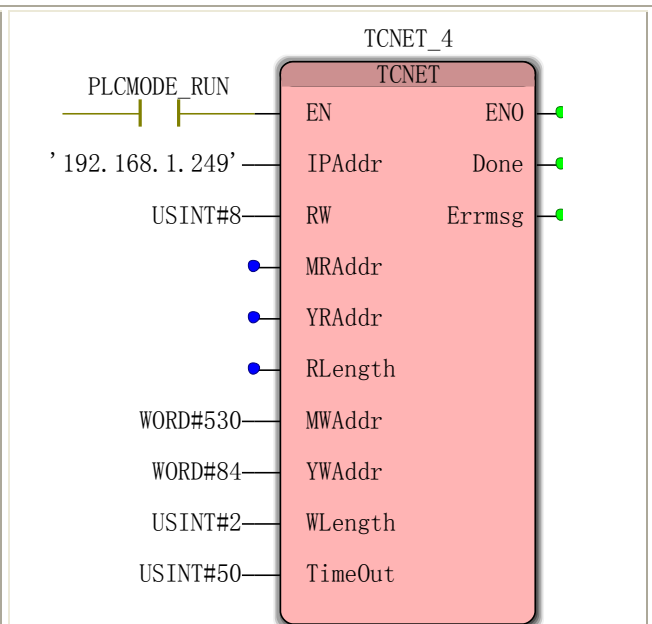 TCNET_4
TCNET
PLCMODE_RUN
EN ENO
'192.168.1.249' IPAddr Done
USINT#8 RW Errmsg
MRAddr
YRAddr
RLength
WORD#530 MWAddr
WORD#84 YWAddr
USINT#2 WLength
USINT#50 TimeOut